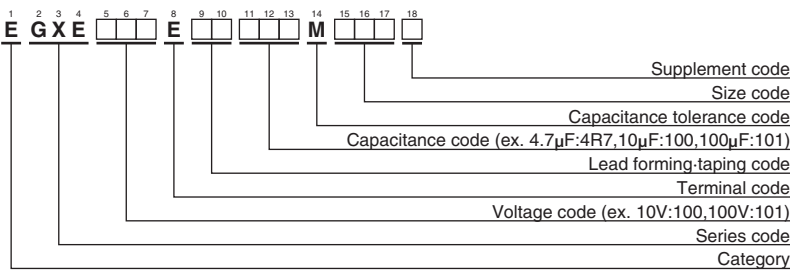 1 2 3 4 5 6 7 8 9 10 11 12 13 14 15 16 17 18
E G X E E M
Supplement code
Size code
Capacitance tolerance code
Capacitance code (ex. 4.7µF:4R7,10µF:100,100µF:101)
Lead forming·taping code
Terminal code
Voltage code (ex. 10V:100,100V:101)
Series code
Category